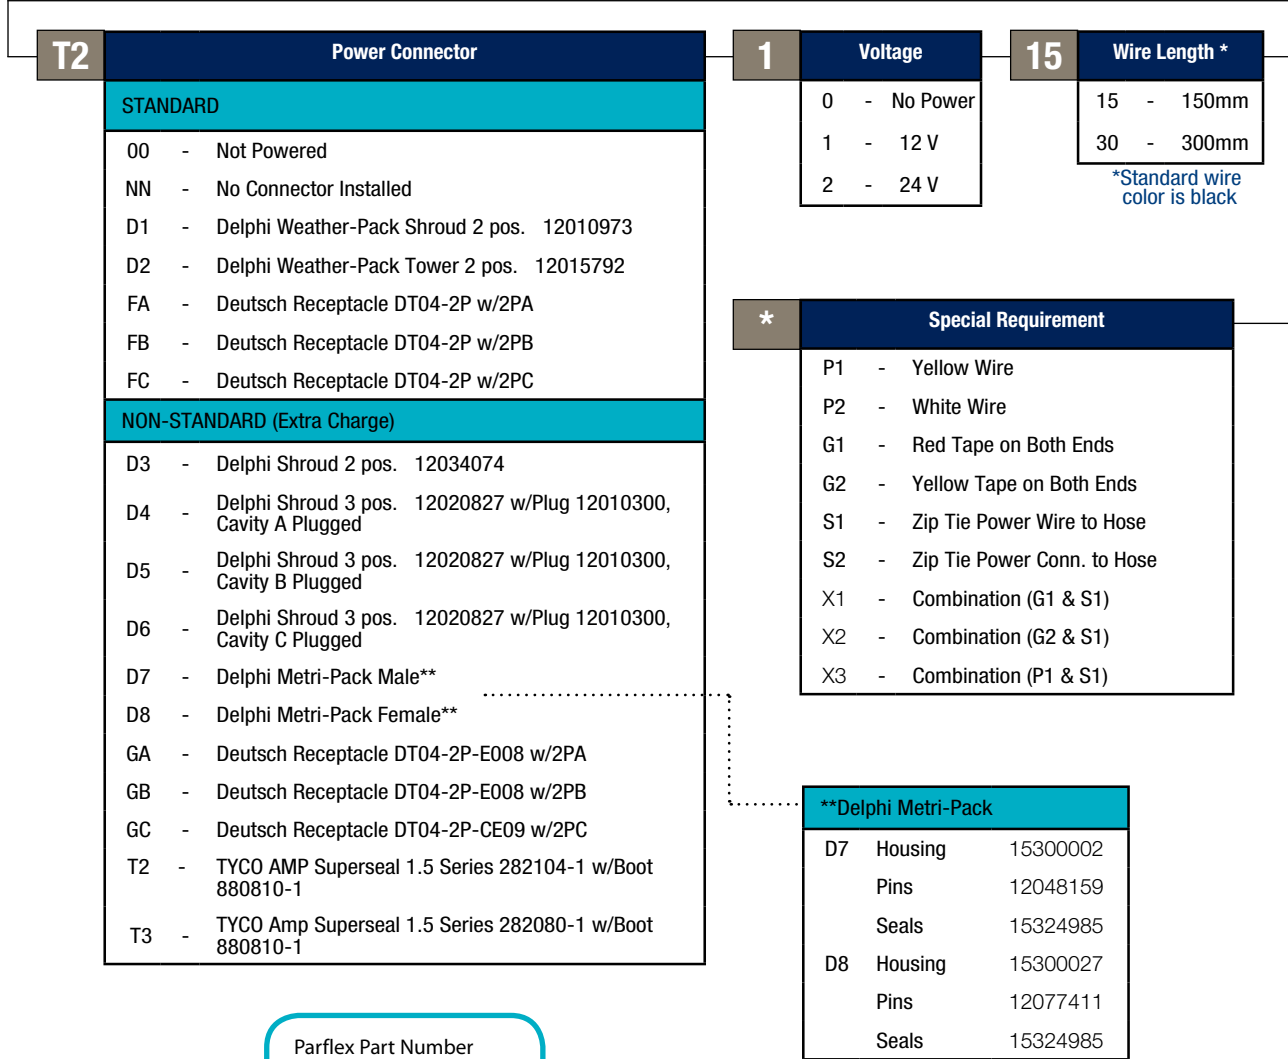 T2 Power Connector
STANDARD
00 - Not Powered
NN - No Connector Installed
D1 - Delphi Weather-Pack Shroud 2 pos. 12010973
D2 - Delphi Weather-Pack Tower 2 pos. 12015792
FA - Deutsch Receptacle DT04-2P w/2PA
FB - Deutsch Receptacle DT04-2P w/2PB
FC - Deutsch Receptacle DT04-2P w/2PC
NON-STANDARD (Extra Charge)
D3 - Delphi Shroud 2 pos. 12034074
D4 - Delphi Shroud 3 pos. 12020827 w/Plug 12010300,
Cavity A Plugged
D5 - Delphi Shroud 3 pos. 12020827 w/Plug 12010300,
Cavity B Plugged
D6 - Delphi Shroud 3 pos. 12020827 w/Plug 12010300,
Cavity C Plugged
D7 - Delphi Metri-Pack Male**
D8 - Delphi Metri-Pack Female**
GA - Deutsch Receptacle DT04-2P-E008 w/2PA
GB - Deutsch Receptacle DT04-2P-E008 w/2PB
GC - Deutsch Receptacle DT04-2P-CE09 w/2PC
T2 - TYCO AMP Superseal 1.5 Series 282104-1 w/Boot
880810-1
T3 - TYCO Amp Superseal 1.5 Series 282080-1 w/Boot
880810-1
1 Voltage
0 - No Power
1 - 12 V
2 - 24 V
15 Wire Length *
15 - 150mm
30 - 300mm
*Standard wire
color is black
* Special Requirement
P1 - Yellow Wire
P2 - White Wire
G1 - Red Tape on Both Ends
G2 - Yellow Tape on Both Ends
S1 - Zip Tie Power Wire to Hose
S2 - Zip Tie Power Conn. to Hose
X1 - Combination (G1 & S1)
X2 - Combination (G2 & S1)
X3 - Combination (P1 & S1)
**Delphi Metri-Pack
D7 Housing 15300002
Pins 12048159
Seals 15324985
D8 Housing 15300027
Pins 12077411
Seals 15324985
Parflex Part Number